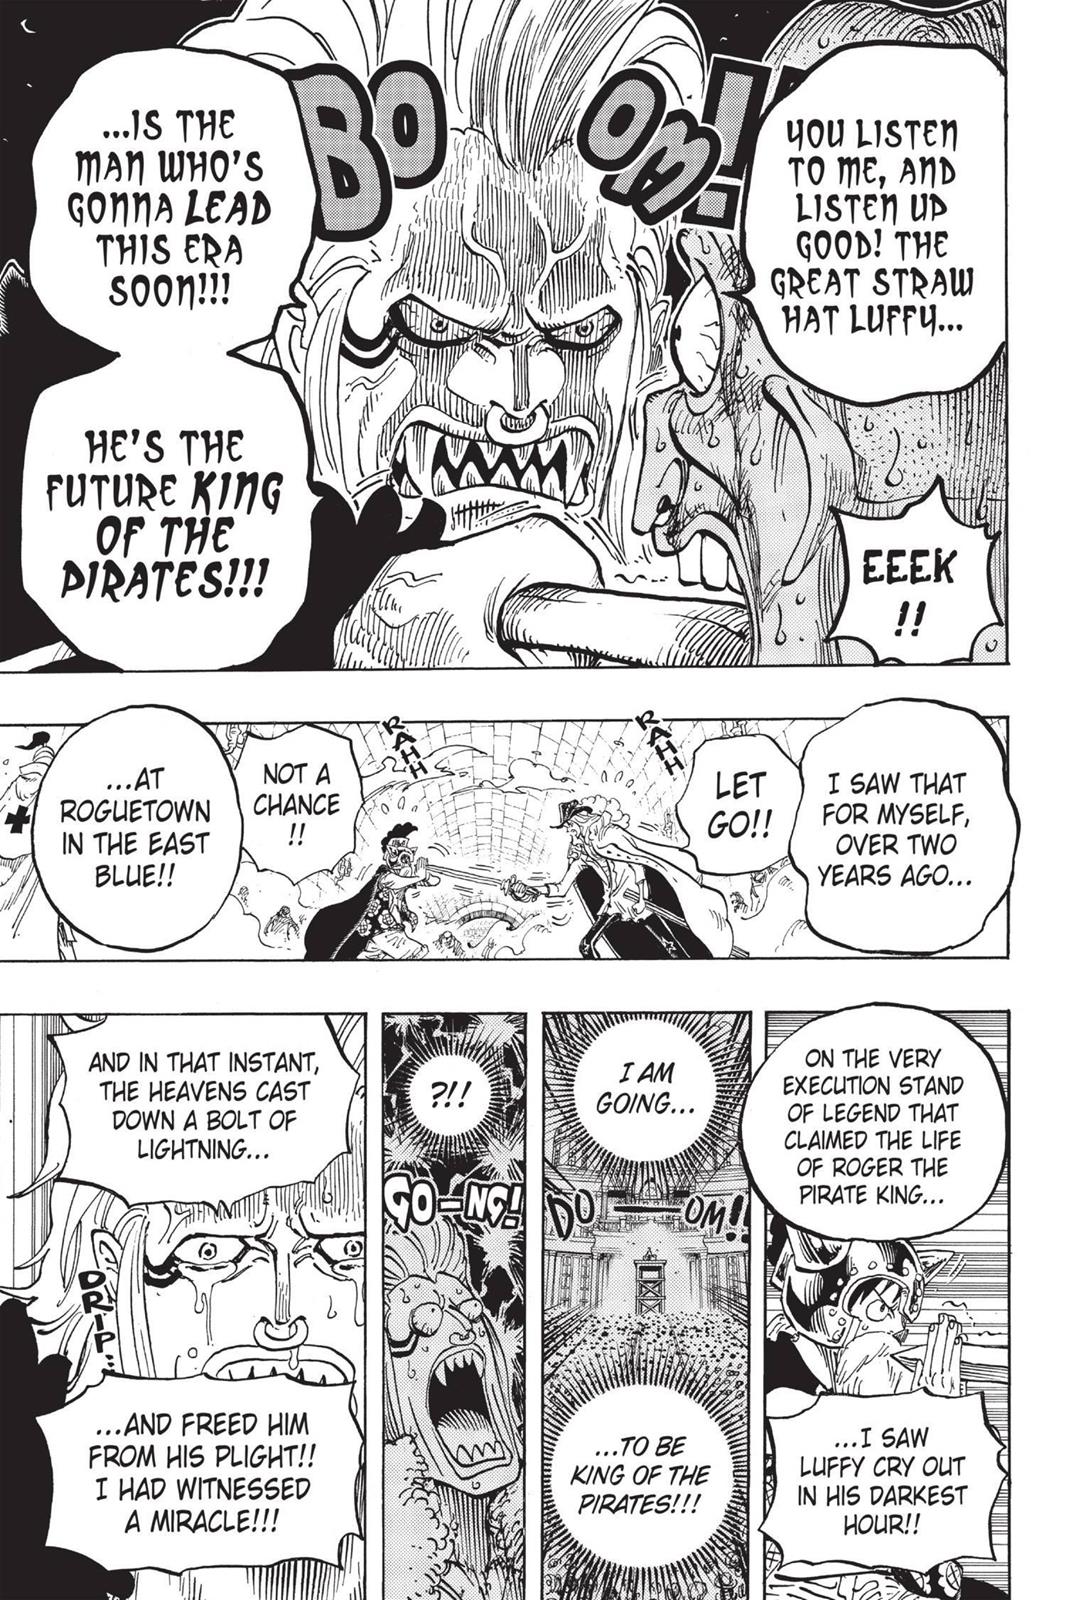 YOU LISTEN
TO ME, AND
LISTEN UP
GOOD! THE
GREAT STRAW
HAT LUFFY...
BOOOM!!
...IS THE
MAN WHO'S
GONNA LEAD
THIS ERA
SOON!!!
HE'S THE
FUTURE KING
OF THE
PIRATES!!!
EEEK
!!
I SAW THAT
FOR MYSELF,
OVER TWO
YEARS AGO...
LET
GO!!
RAHH
RAHH
NOT A
CHANCE
!!
...AT
ROGUETOWN
IN THE EAST
BLUE!!
ON THE VERY
EXECUTION STAND
OF LEGEND THAT
CLAIMED THE LIFE
OF ROGER THE
PIRATE KING...
...I SAW
LUFFY CRY OUT
IN HIS DARKEST
HOUR!!
I AM
GOING...
DO—OM!
...TO BE
KING OF THE
PIRATES!!!
?!!
GO-NG!
AND IN THAT INSTANT,
THE HEAVENS CAST
DOWN A BOLT OF
LIGHTNING...
DRIP...
...AND FREED HIM
FROM HIS PLIGHT!!
I HAD WITNESSED
A MIRACLE!!!